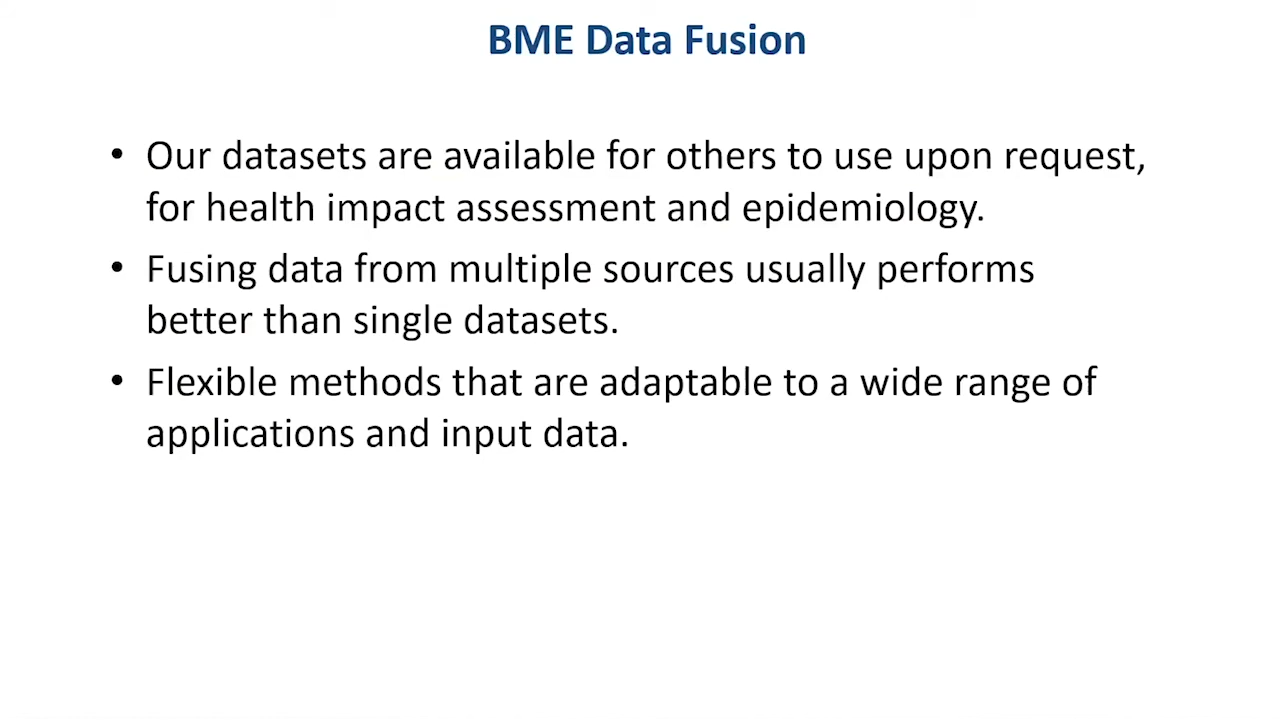 BME Data Fusion
• Our datasets are available for others to use upon request,
for health impact assessment and epidemiology.
• Fusing data from multiple sources usually performs
better than single datasets.
• Flexible methods that are adaptable to a wide range of
applications and input data.